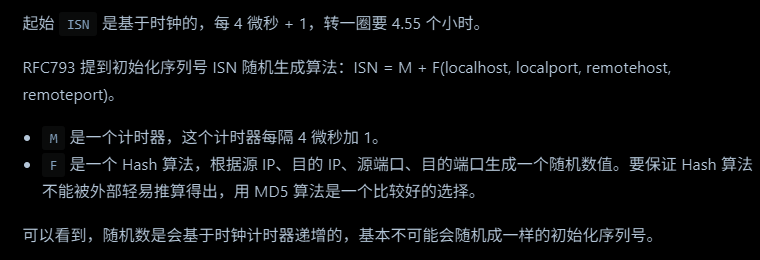 起始 ISN 是基于时钟的，每 4 微秒 + 1，转一圈要 4.55 个小时。
RFC793 提到初始化序列号 ISN 随机生成算法：ISN = M + F(localhost, localport, remotehost,
remoteport)。
• M 是一个计时器，这个计时器每隔 4 微秒加 1。
• F 是一个 Hash 算法，根据源 IP、目的 IP、源端口、目的端口生成一个随机数值。要保证 Hash 算法
不能被外部轻易推算得出，用 MD5 算法是一个比较好的选择。
可以看到，随机数是会基于时钟计时器递增的，基本不可能会随机成一样的初始化序列号。